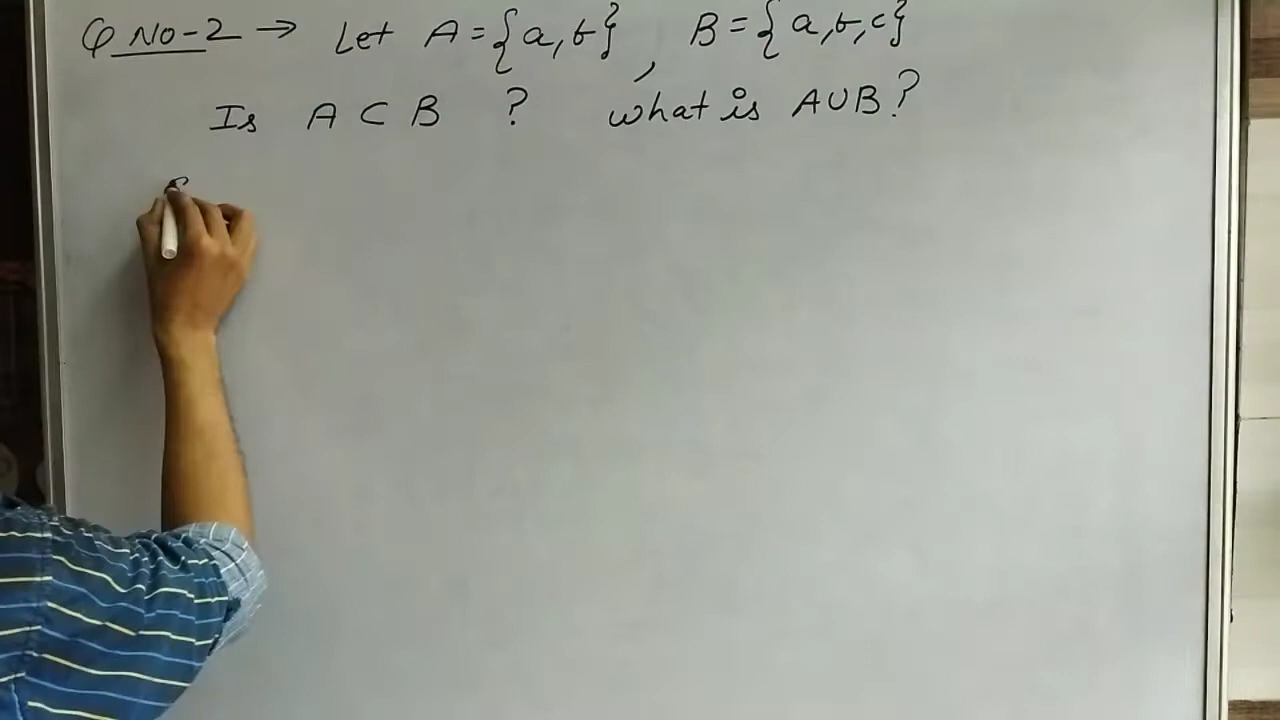 Q NO-2 → Let A={a,b}, B={a,b,c}
Is A ⊂ B ? what is A∪B?